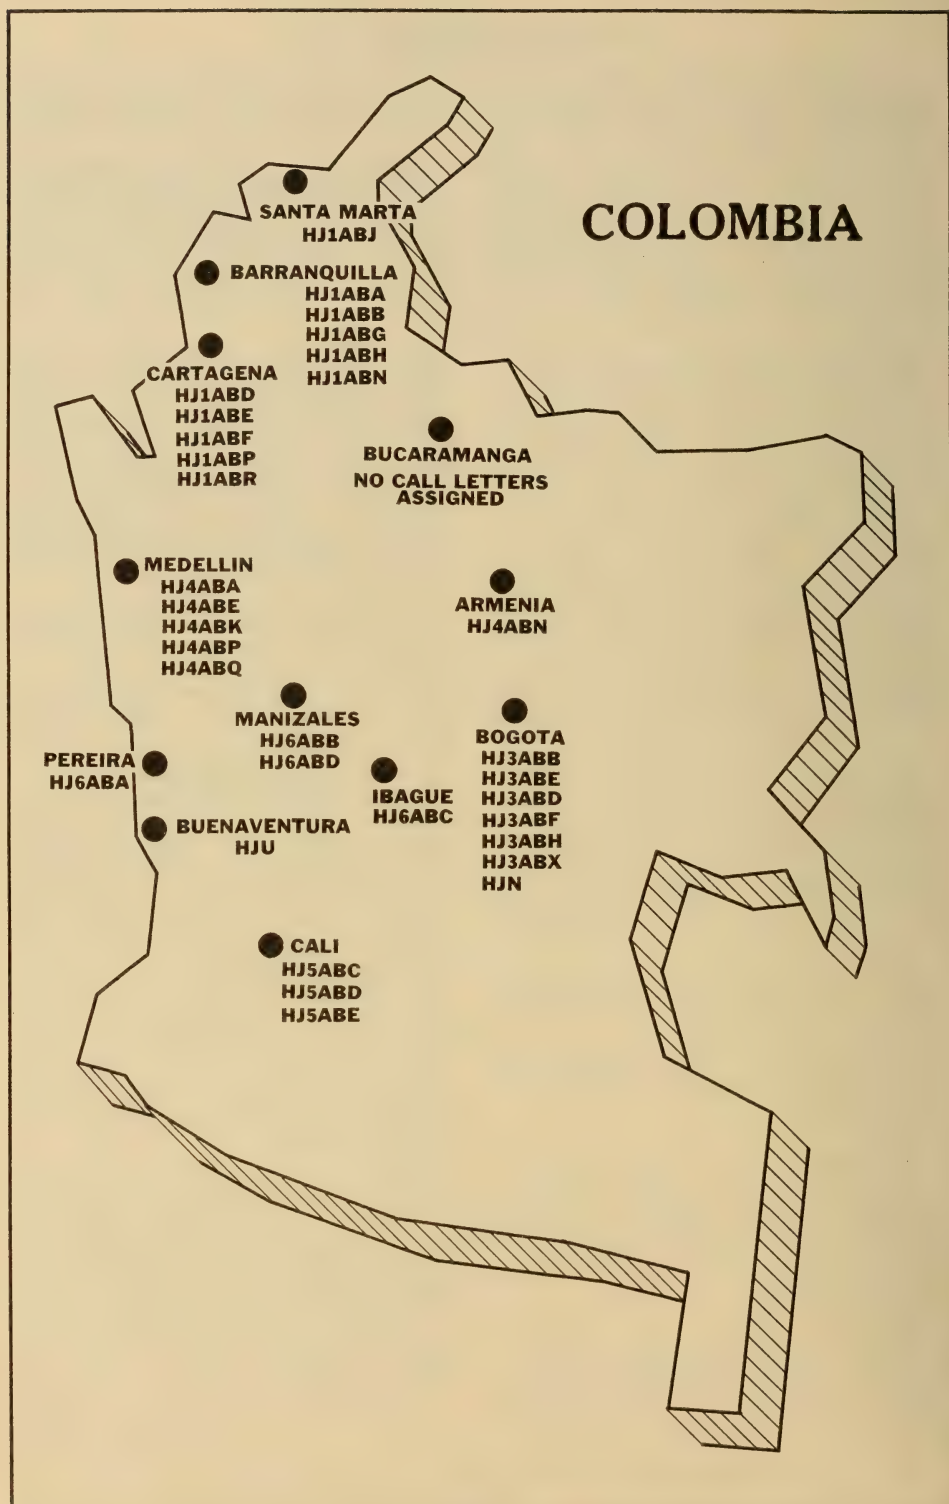 COLOMBIA
SANTA MARTA
HJ1ABJ
BARRANQUILLA
HJ1ABA
HJ1ABB
HJ1ABG
HJ1ABH
HJ1ABN
CARTAGENA
HJ1ABD
HJ1ABE
HJ1ABF
HJ1ABP
HJ1ABR
BUCARAMANGA
NO CALL LETTERS
ASSIGNED
MEDELLIN
HJ4ABA
HJ4ABE
HJ4ABK
HJ4ABP
HJ4ABQ
ARMENIA
HJ4ABN
MANIZALES
HJ6ABB
HJ6ABD
BOGOTA
HJ3ABB
HJ3ABE
HJ3ABD
HJ3ABF
HJ3ABH
HJ3ABX
HJN
PEREIRA
HJ6ABA
IBAGUE
HJ6ABC
BUENAVENTURA
HJU
CALI
HJ5ABC
HJ5ABD
HJ5ABE